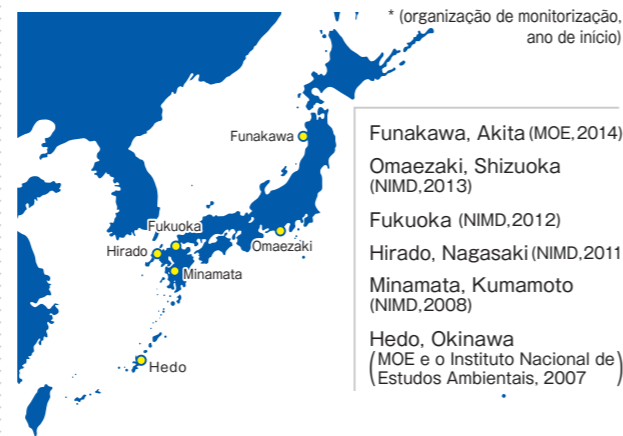 * (organização de monitorização,
ano de início)
Funakawa
Fukuoka
Hirado
Omaezaki
Minamata
Hedo
Funakawa, Akita (MOE, 2014)
Omaezaki, Shizuoka
(NIMD, 2013)
Fukuoka (NIMD, 2012)
Hirado, Nagasaki (NIMD, 2011
Minamata, Kumamoto
(NIMD, 2008)
Hedo, Okinawa
(MOE e o Instituto Nacional de
Estudos Ambientais, 2007)